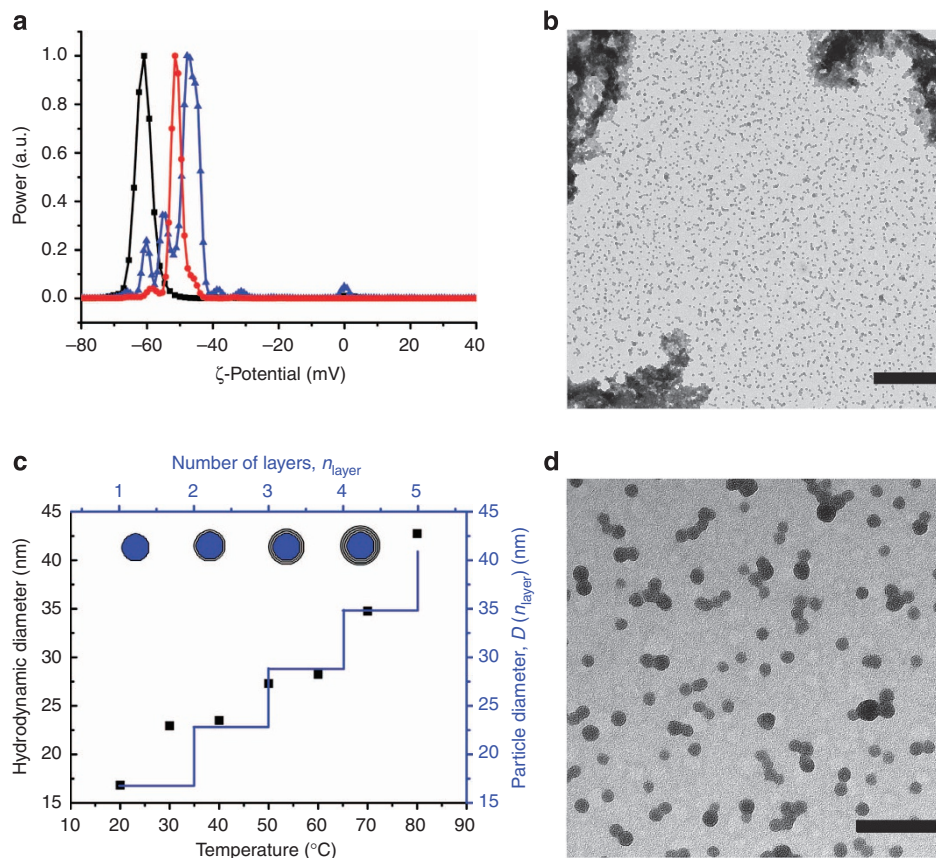 a
1.0
0.8
0.6
0.4
0.2
0.0
Power (a.u.)
–80 –60 –40 –20 0 20 40
ζ-Potential (mV)
b
c
Number of layers, n_layer
1 2 3 4 5
45
40
35
30
25
20
15
Hydrodynamic diameter (nm)
45
40
35
30
25
20
15
Particle diameter, D (n_layer) (nm)
10 20 30 40 50 60 70 80 90
Temperature (°C)
d